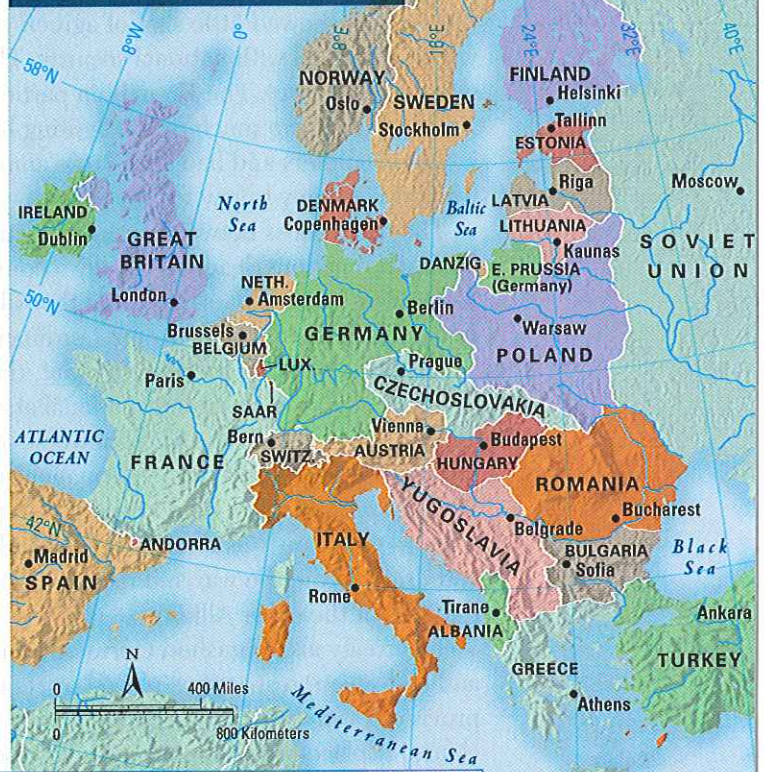 58°N
8°W
0°
8°E
16°E
24°E
32°E
40°E
NORWAY
Oslo
SWEDEN
Stockholm
FINLAND
Helsinki
Tallinn
ESTONIA
Riga
LATVIA
Moscow
LITHUANIA
Kaunas
IRELAND
Dublin
GREAT
BRITAIN
London
North
Sea
DENMARK
Copenhagen
Baltic
Sea
DANZIG
E. PRUSSIA
(Germany)
SOVIET
UNION
50°N
NETH.
Amsterdam
Berlin
Brussels
BELGIUM
GERMANY
Warsaw
POLAND
LUX.
Paris
Prague
CZECHOSLOVAKIA
SAAR
Bern
SWITZ.
Vienna
AUSTRIA
Budapest
HUNGARY
ATLANTIC
OCEAN
FRANCE
ROMANIA
Bucharest
YUGOSLAVIA
Belgrade
42°N
ANDORRA
Madrid
SPAIN
ITALY
Rome
BULGARIA
Sofia
Black
Sea
Tirane
ALBANIA
Ankara
TURKEY
GREECE
Athens
N
0 400 Miles
0 800 Kilometers
Mediterranean Sea